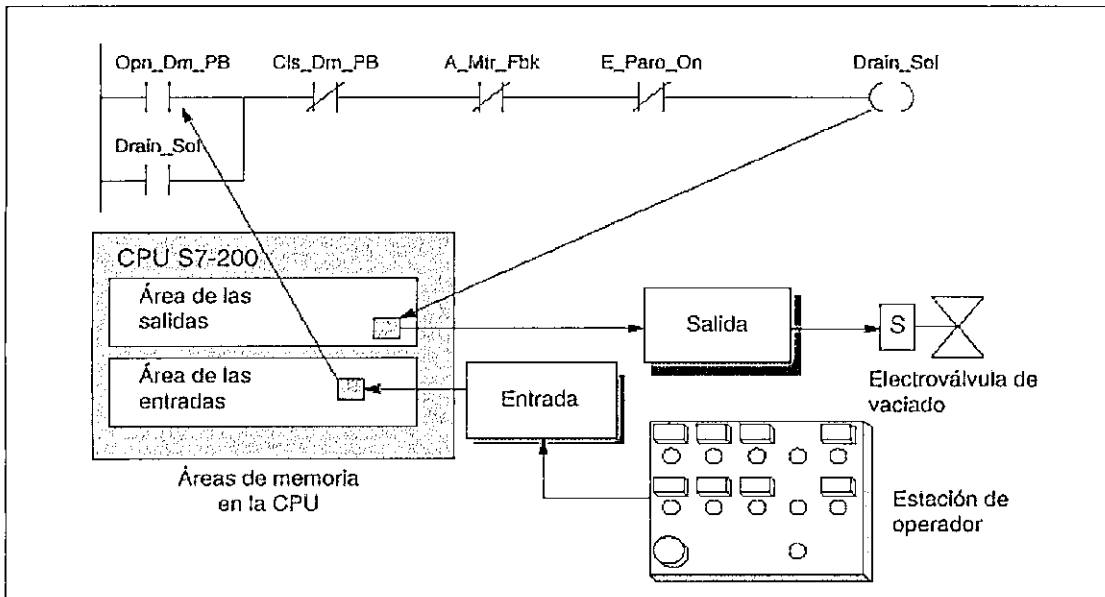 Opn_Drn_PB Cls_Drn_PB A_Mtr_Fbk E_Paro_On Drain_Sol
Drain_Sol
CPU S7-200
Área de las
salidas
Área de las
entradas
Áreas de memoria
en la CPU
Entrada
Salida
S
Electroválvula de
vaciado
Estación de
operador